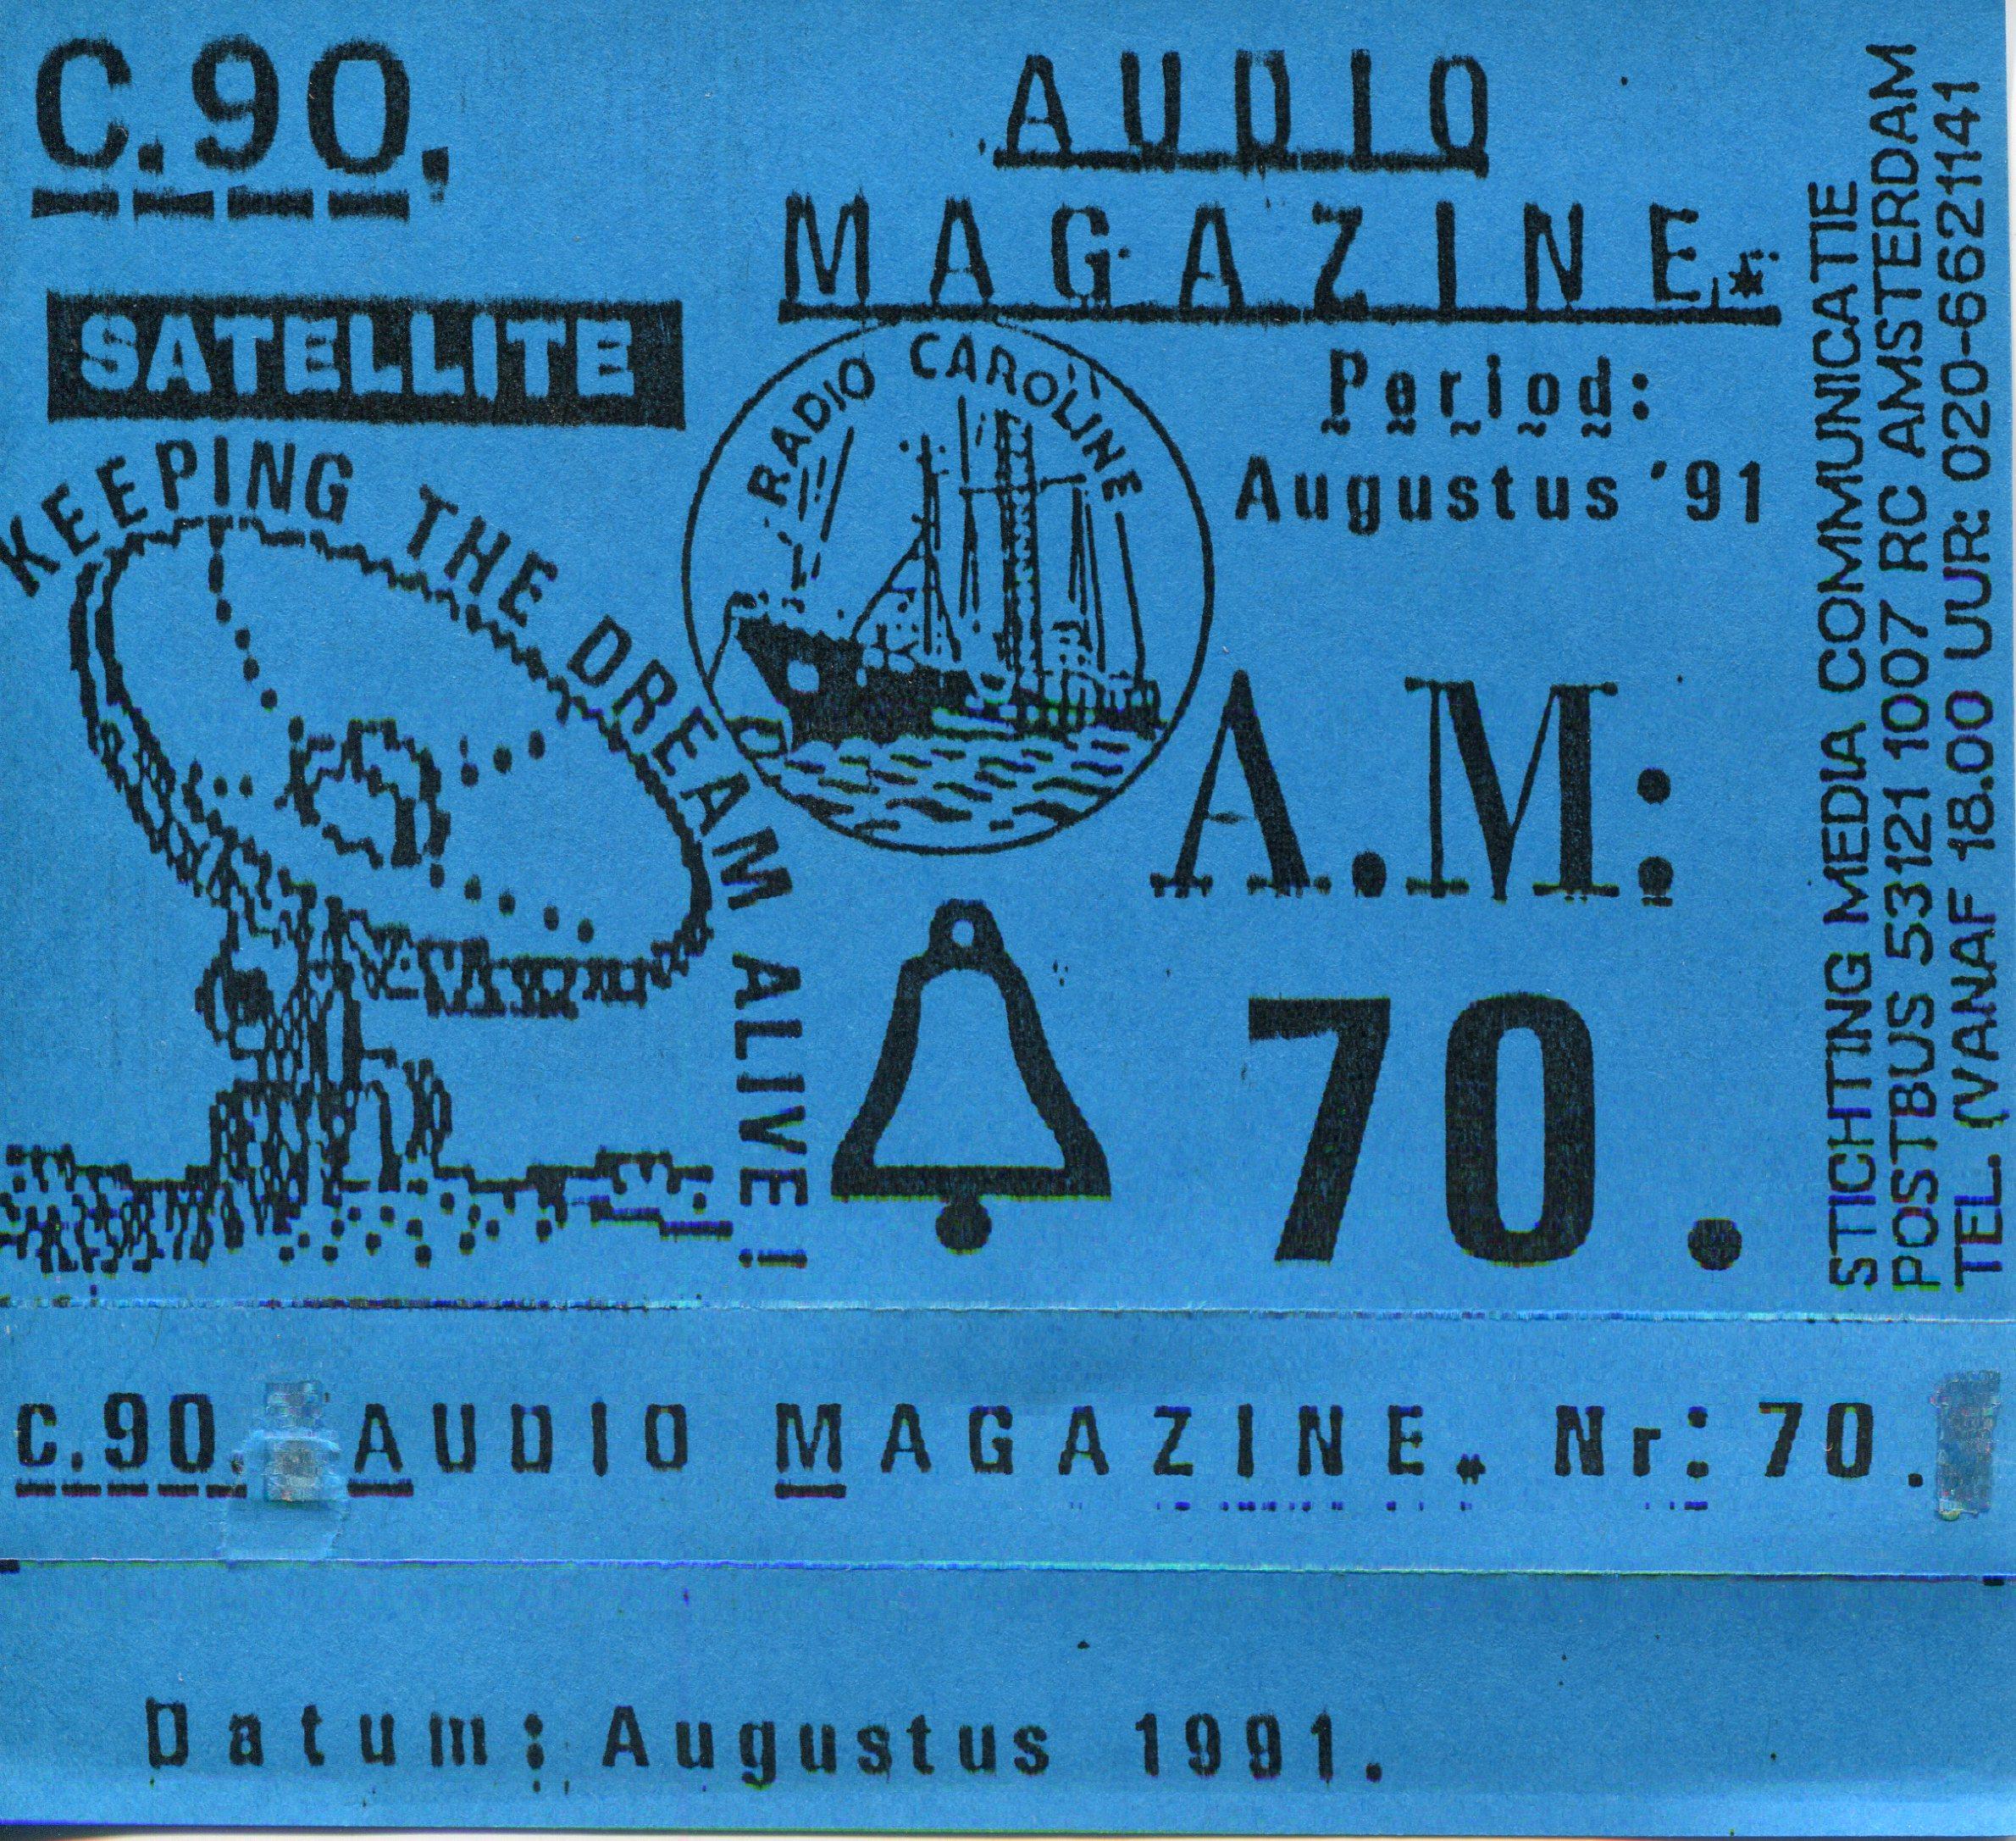 C.90.
AUDIO
MAGAZINE.*
SATELLITE
KEEPING THE DREAM ALIVE!
RADIO CAROLINE
Period:
Augustus '91
A.M:
70.
STICHTING MEDIA COMMUNICATIE
POSTBUS 53121 1007 RC AMSTERDAM
TEL. (VANAF 18.00 UUR: 020-6621141
C.90. AUDIO MAGAZINE. Nr: 70.
Datum: Augustus 1991.